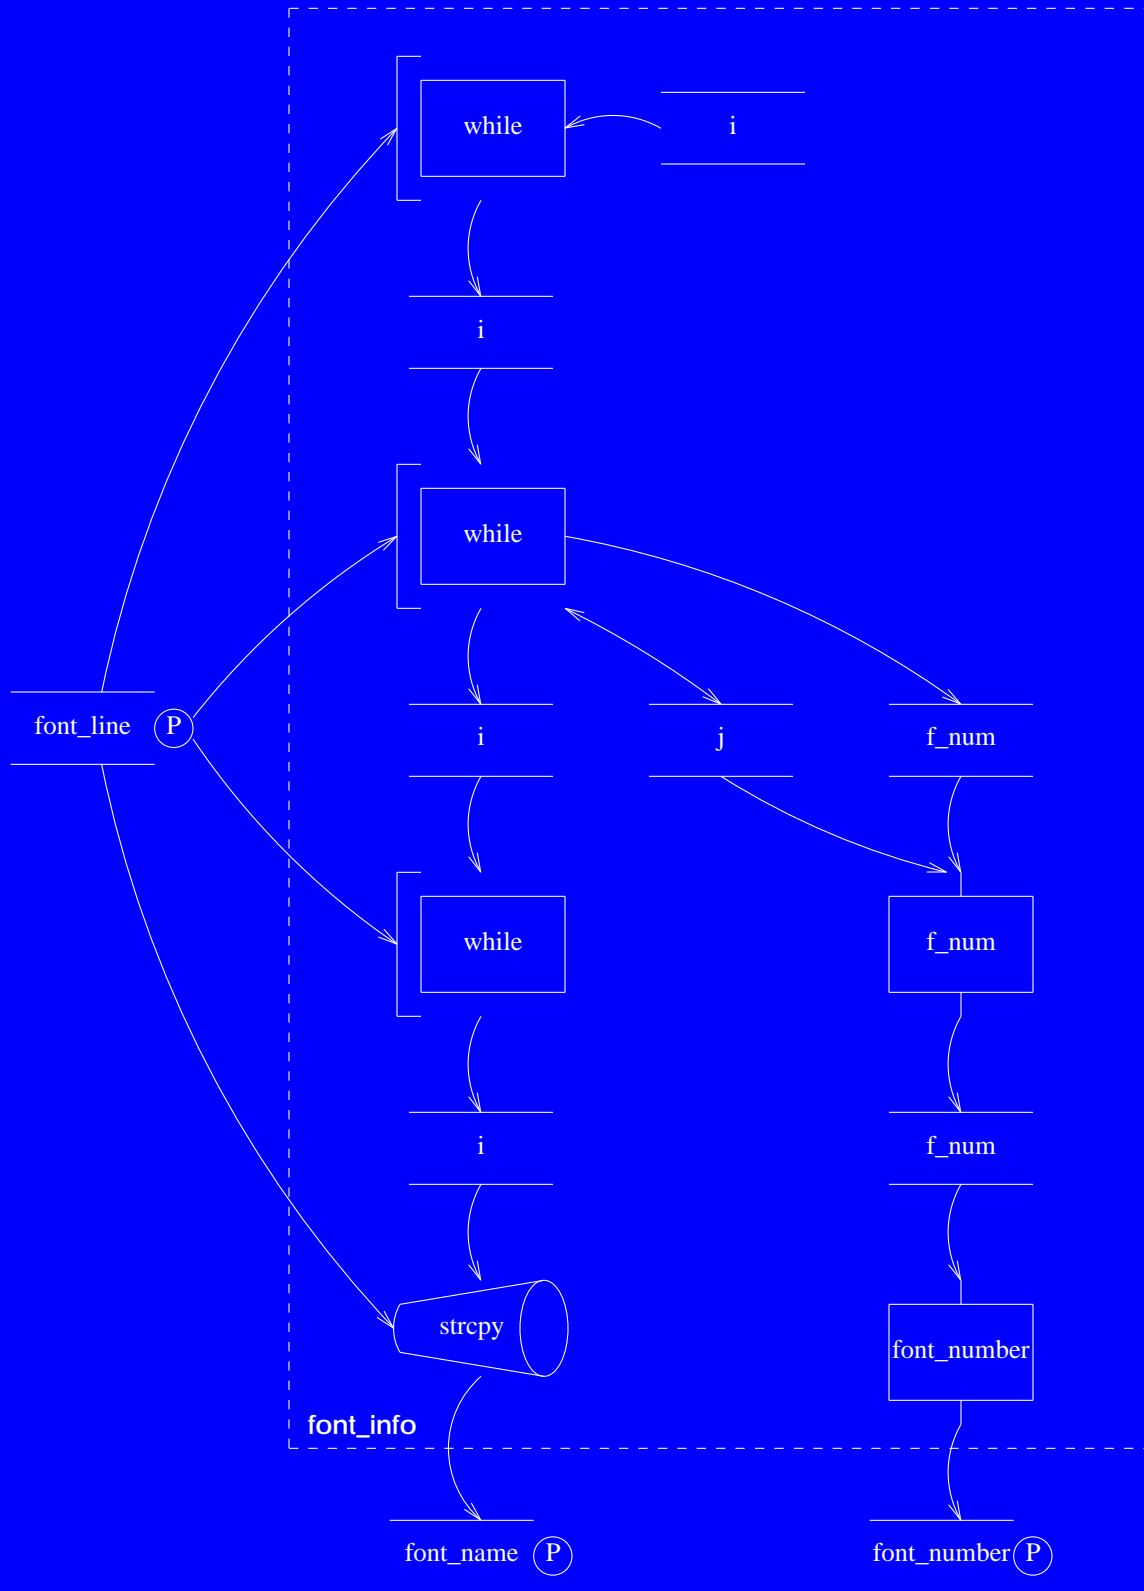 while
i
i
while
font_line P
i
j
f_num
while
f_num
i
f_num
strcpy
font_number
font_info
font_name P
font_number P